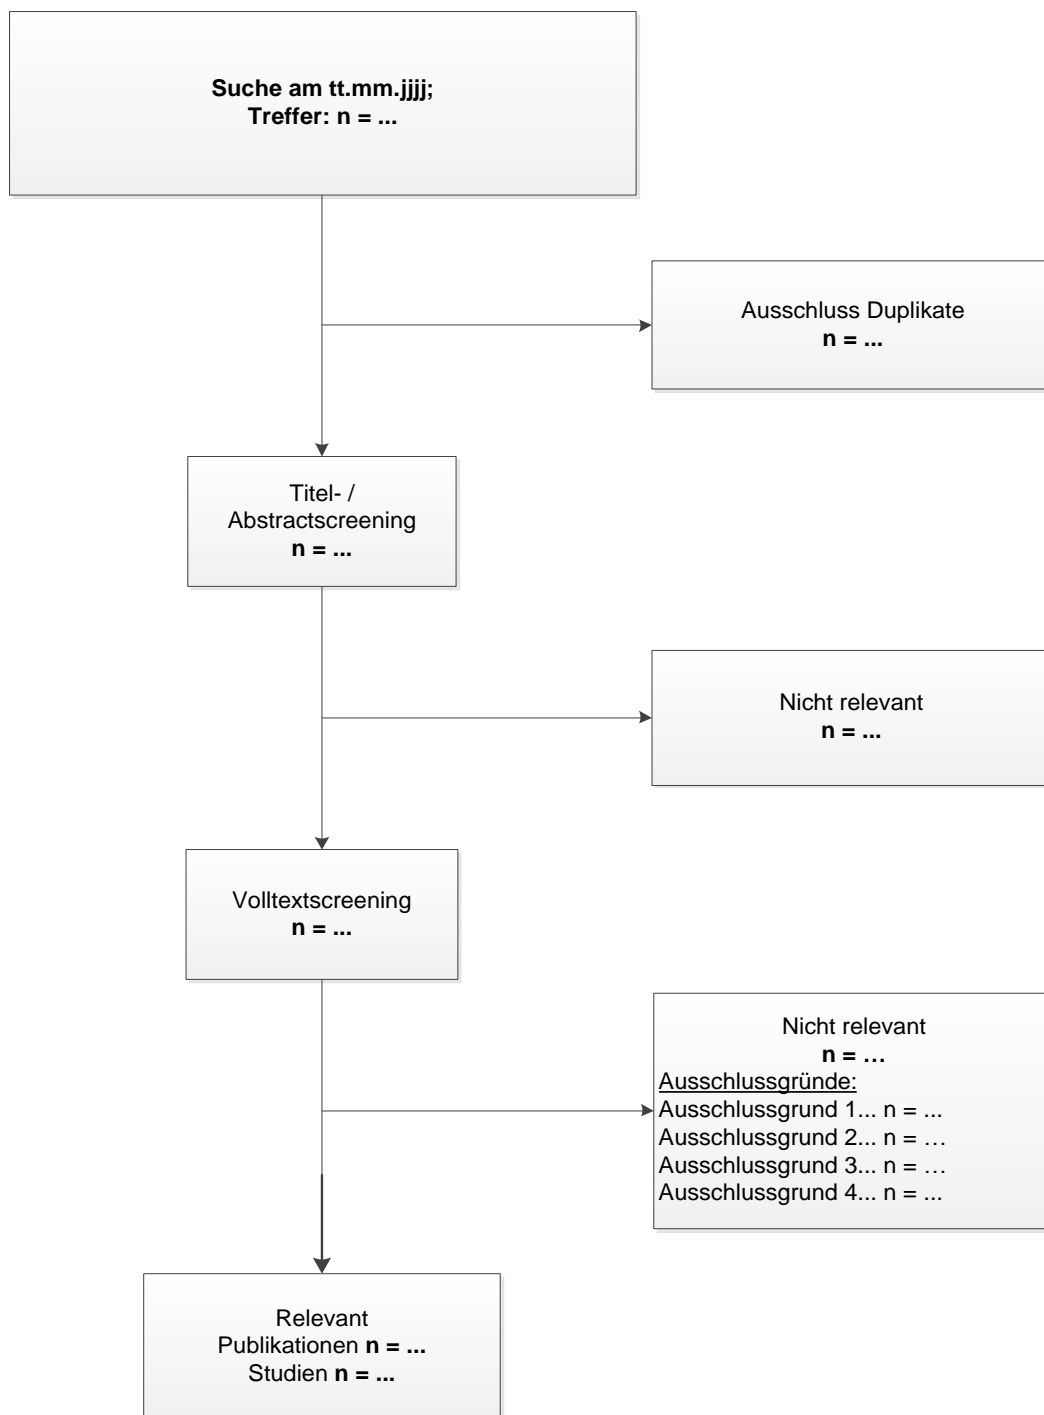 Suche am tt.mm.jjjj;
Treffer: n = ...
Ausschluss Duplikate
n = ...
Titel- /
Abstractscreening
n = ...
Nicht relevant
n = ...
Volltextscreening
n = ...
Nicht relevant
n = …
Ausschlussgründe:
Ausschlussgrund 1... n = ...
Ausschlussgrund 2... n = …
Ausschlussgrund 3... n = …
Ausschlussgrund 4... n = ...
Relevant
Publikationen n = ...
Studien n = ...